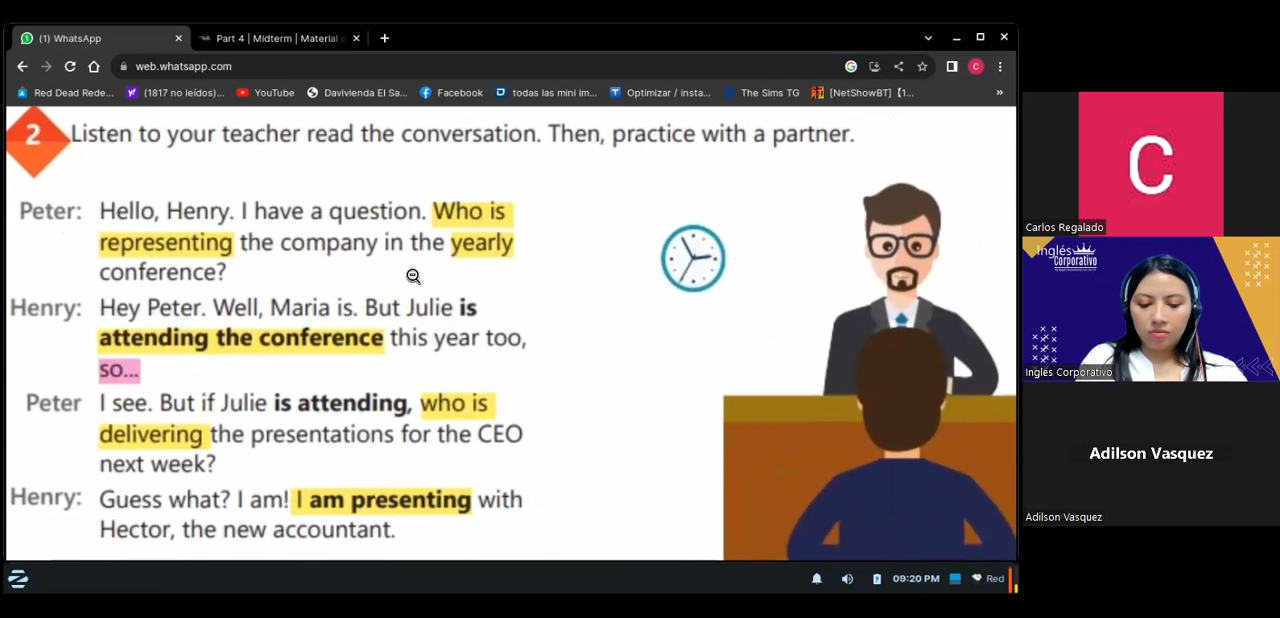 (1) WhatsApp
Part 4 | Midterm | Material
web.whatsapp.com
C
Red Dead Rede...
(1817 no leídos)...
YouTube
Davivienda El Sa...
Facebook
todas las mini im...
Optimizar / insta...
The Sims TG
[NetShowBT]【1...
»
2
Listen to your teacher read the conversation. Then, practice with a partner.
Peter: Hello, Henry. I have a question. Who is
representing the company in the yearly
conference?
Henry: Hey Peter. Well, Maria is. But Julie is
attending the conference this year too,
so...
Peter I see. But if Julie is attending, who is
delivering the presentations for the CEO
next week?
Henry: Guess what? I am! I am presenting with
Hector, the new accountant.
09:20 PM
Red
C
Carlos Regalado
Inglés
Corporativo
Inglés Corporativo
Adilson Vasquez
Adilson Vasquez